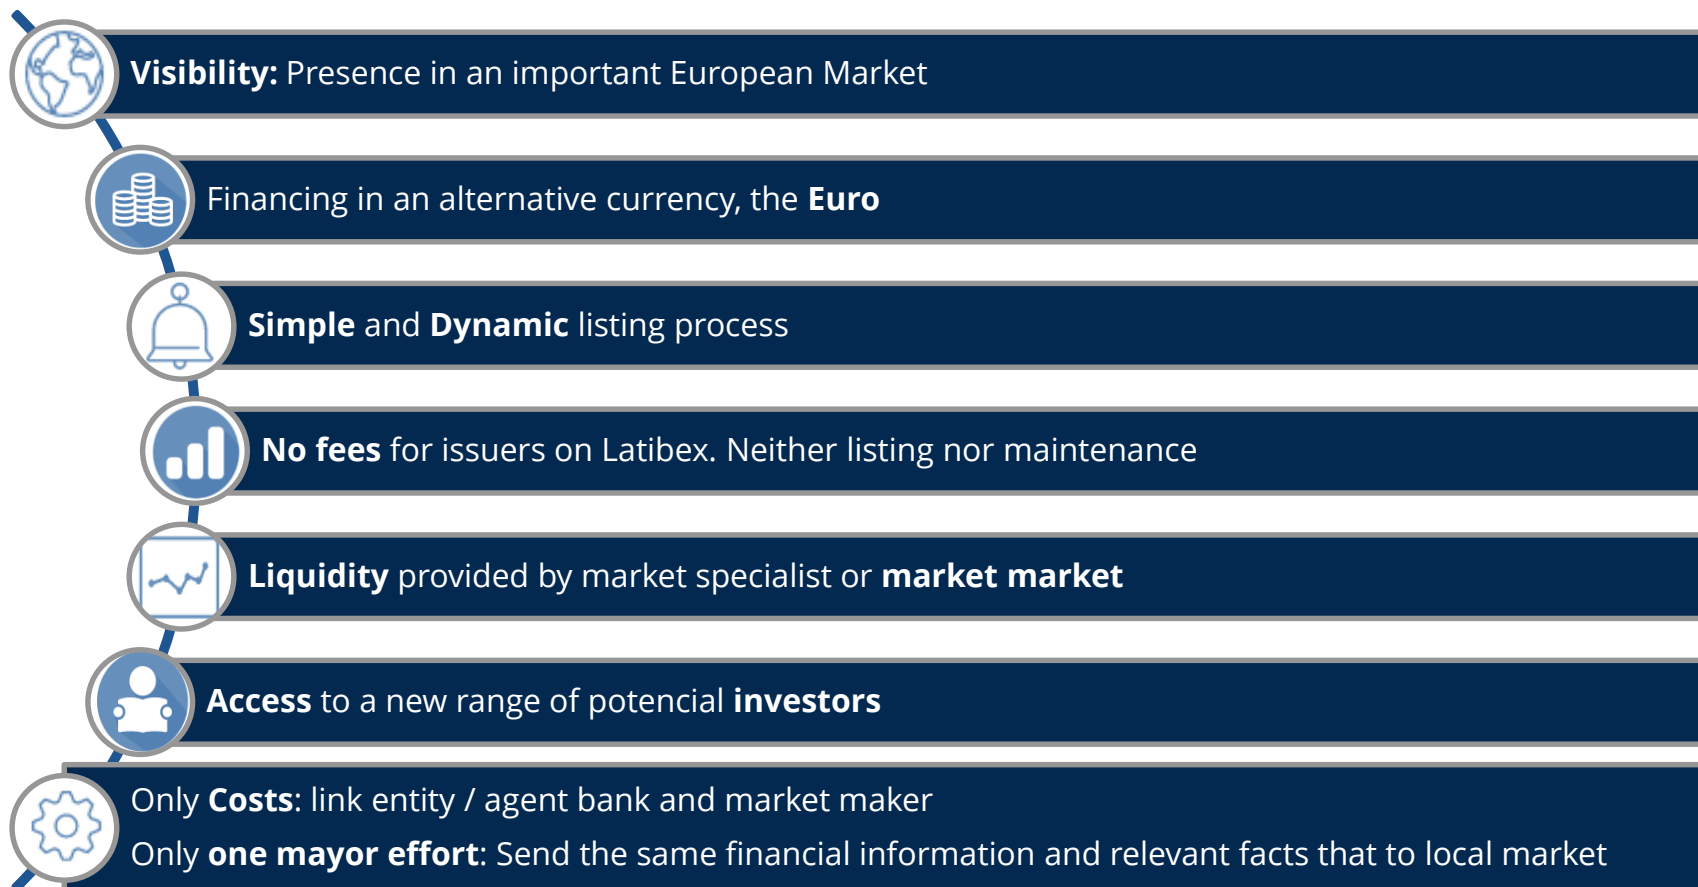 Visibility: Presence in an important European Market
Financing in an alternative currency, the Euro
Simple and Dynamic listing process
No fees for issuers on Latibex. Neither listing nor maintenance
Liquidity provided by market specialist or market market
Access to a new range of potencial investors
Only Costs: link entity / agent bank and market maker
Only one mayor effort: Send the same financial information and relevant facts that to local market